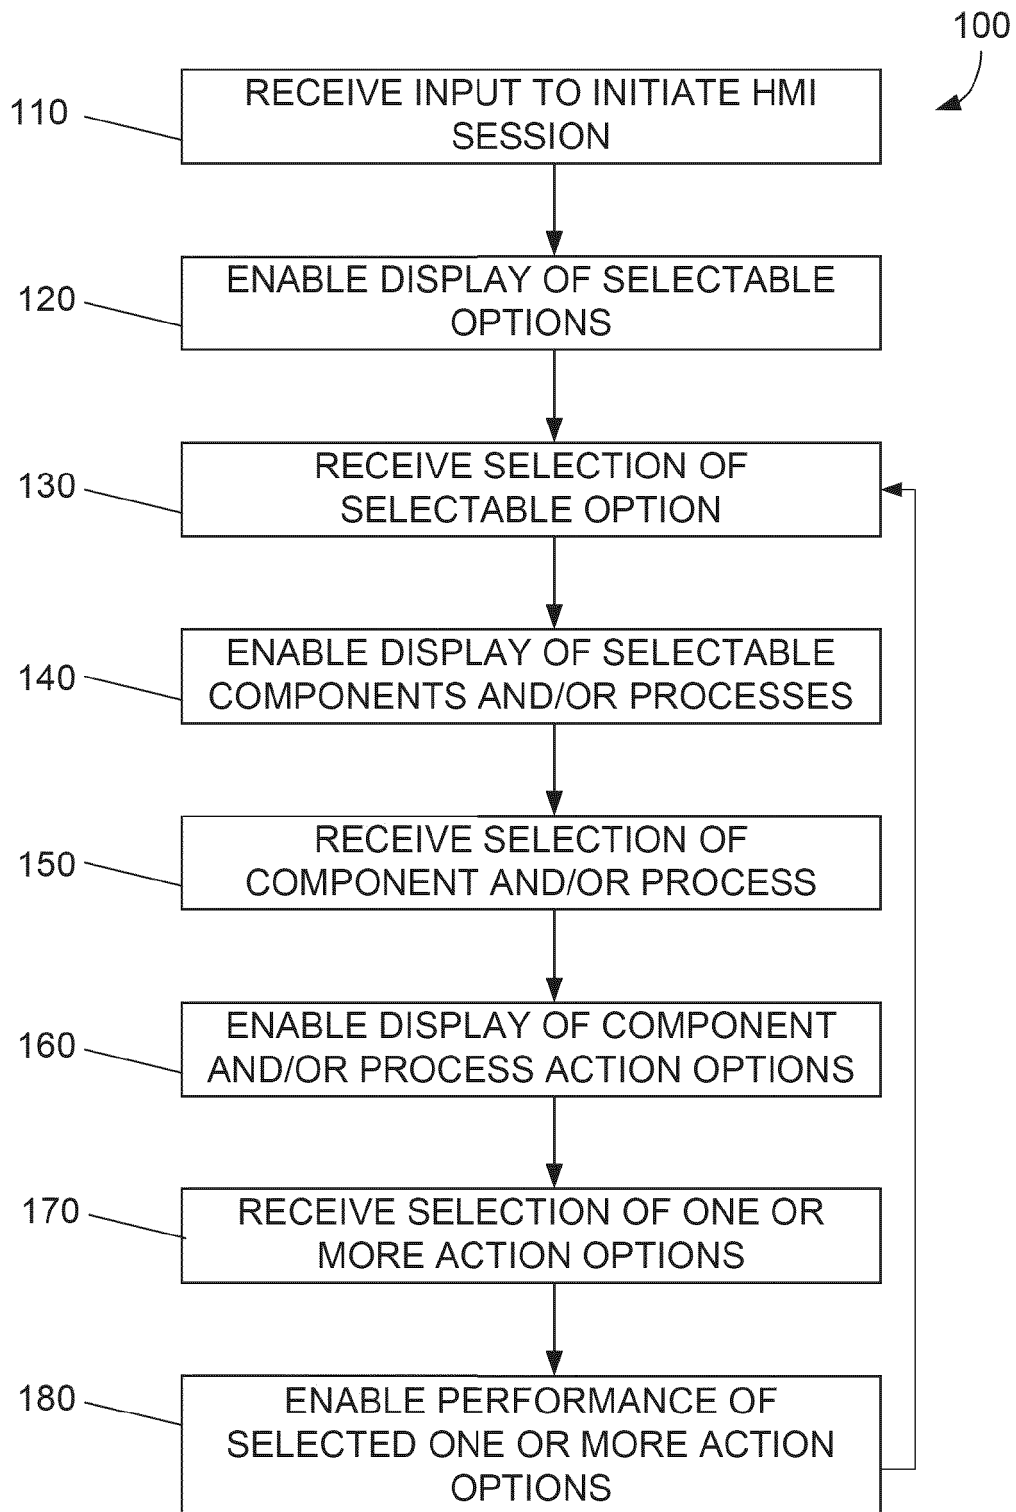 100
110
RECEIVE INPUT TO INITIATE HMI
SESSION
120
ENABLE DISPLAY OF SELECTABLE
OPTIONS
130
RECEIVE SELECTION OF
SELECTABLE OPTION
140
ENABLE DISPLAY OF SELECTABLE
COMPONENTS AND/OR PROCESSES
150
RECEIVE SELECTION OF
COMPONENT AND/OR PROCESS
160
ENABLE DISPLAY OF COMPONENT
AND/OR PROCESS ACTION OPTIONS
170
RECEIVE SELECTION OF ONE OR
MORE ACTION OPTIONS
180
ENABLE PERFORMANCE OF
SELECTED ONE OR MORE ACTION
OPTIONS